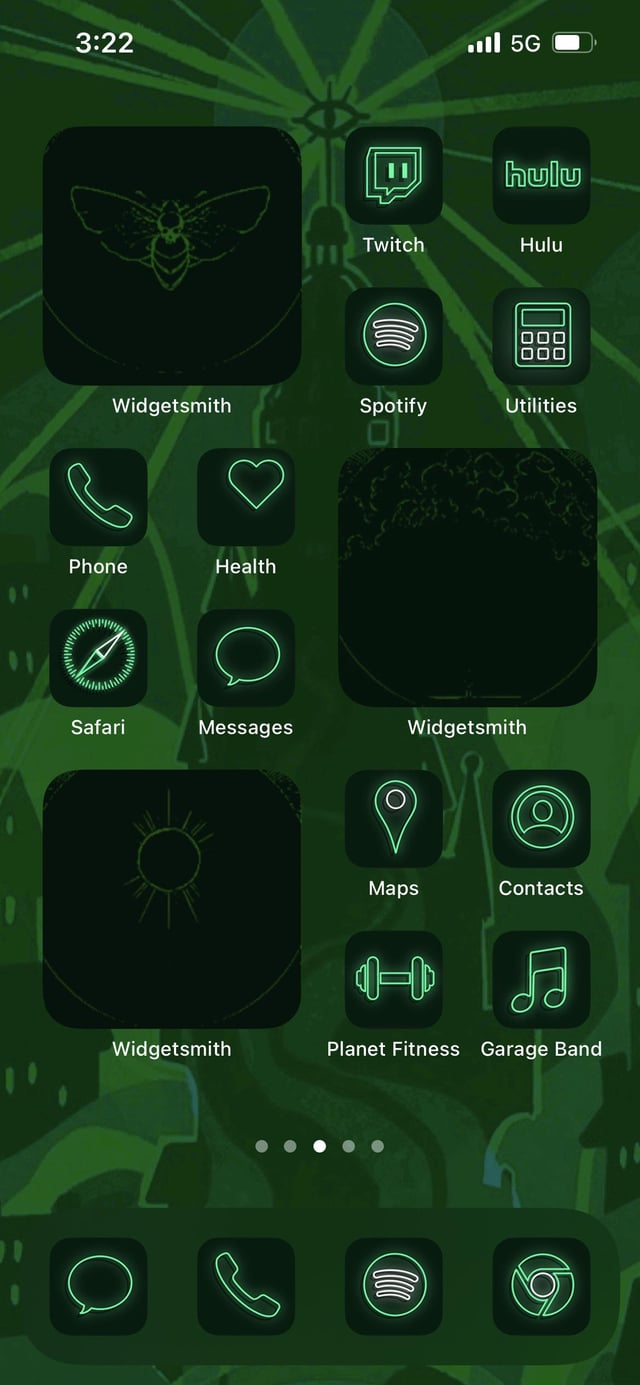 3:22 5G
hulu
Twitch Hulu
Widgetsmith Spotify Utilities
Phone Health
Safari Messages Widgetsmith
Maps Contacts
Widgetsmith Planet Fitness Garage Band